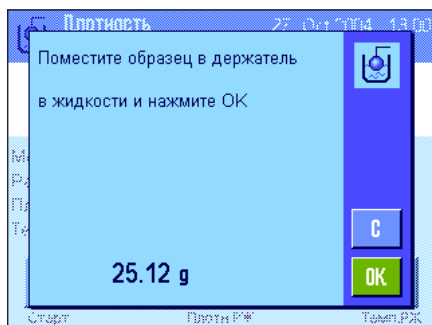 Плотность 27. Oct 2004 13:00
Поместите образец в держатель
в жидкости и нажмите OK
C
25.12 g
OK
Старт Плотн РЖ Темп.РЖ